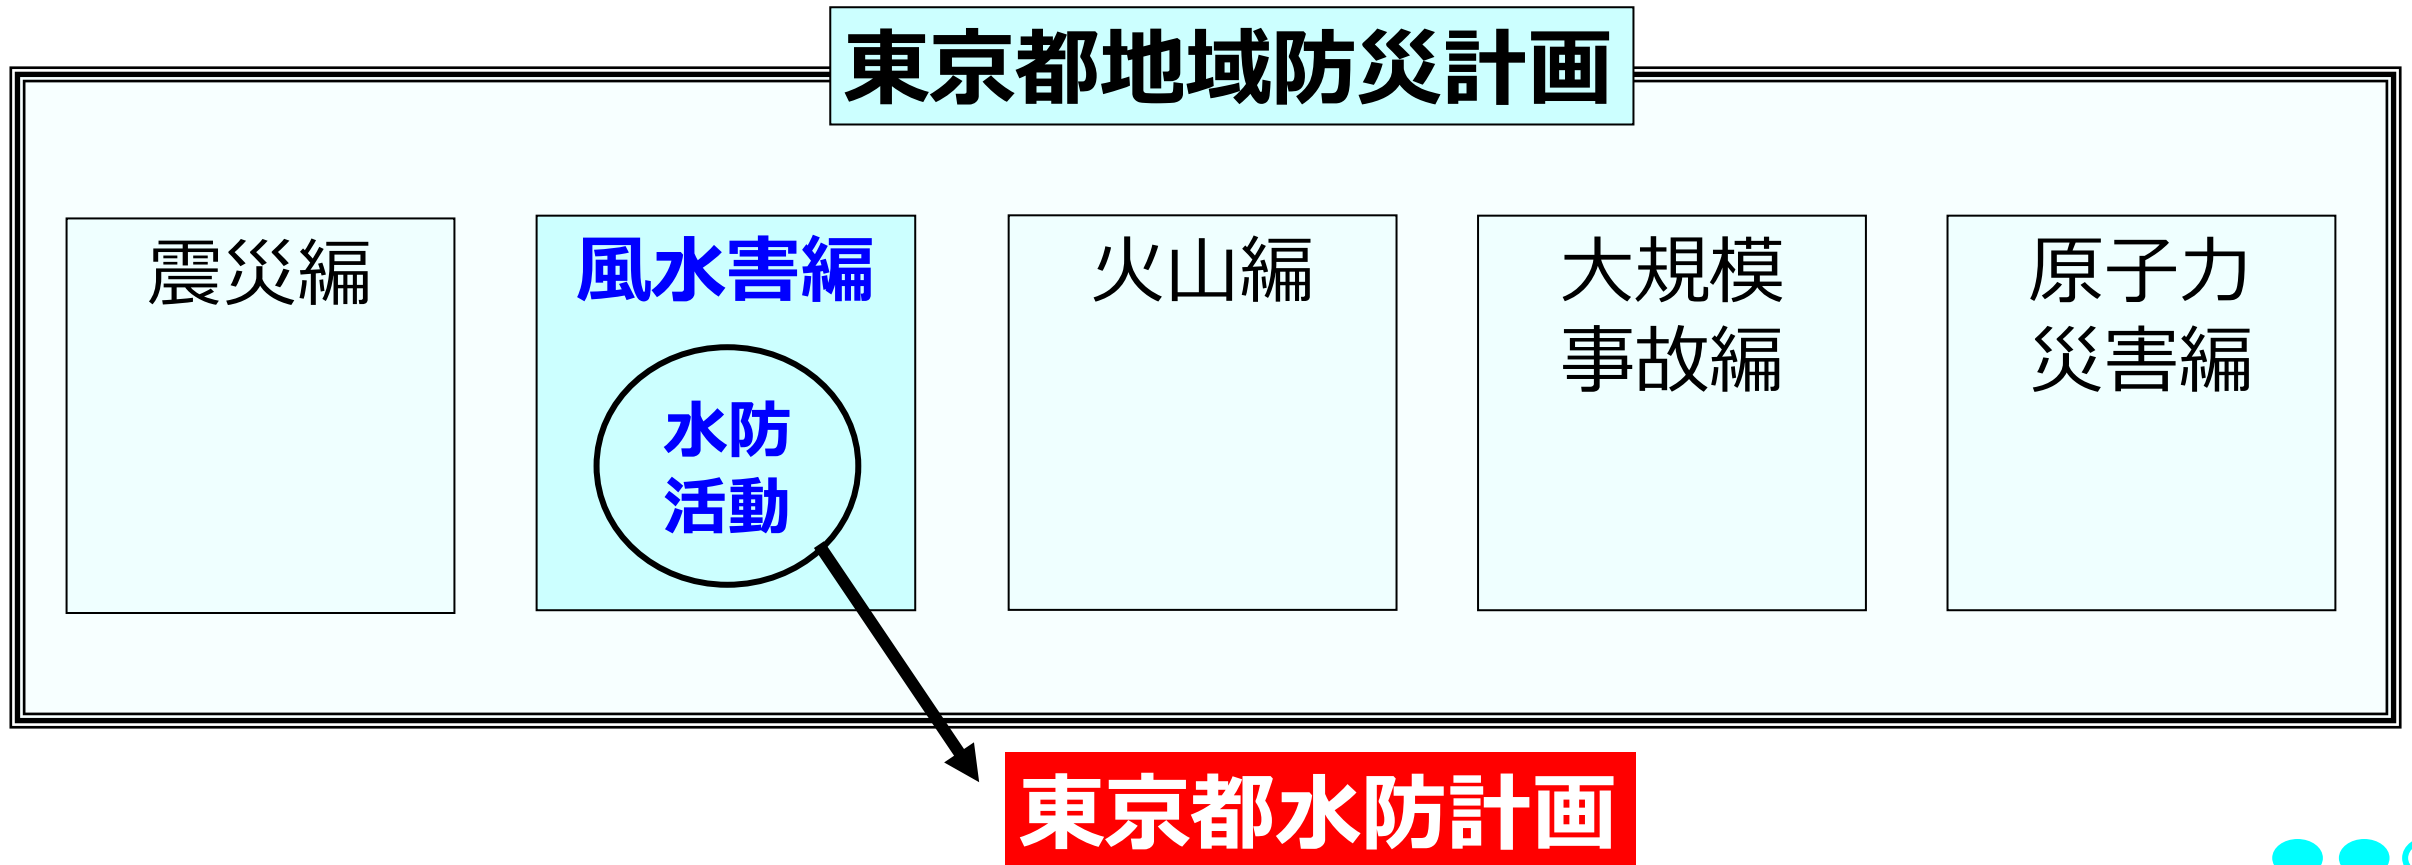 東京都地域防災計画
震災編
風水害編
水防
活動
火山編
大規模
事故編
原子力
災害編
東京都水防計画